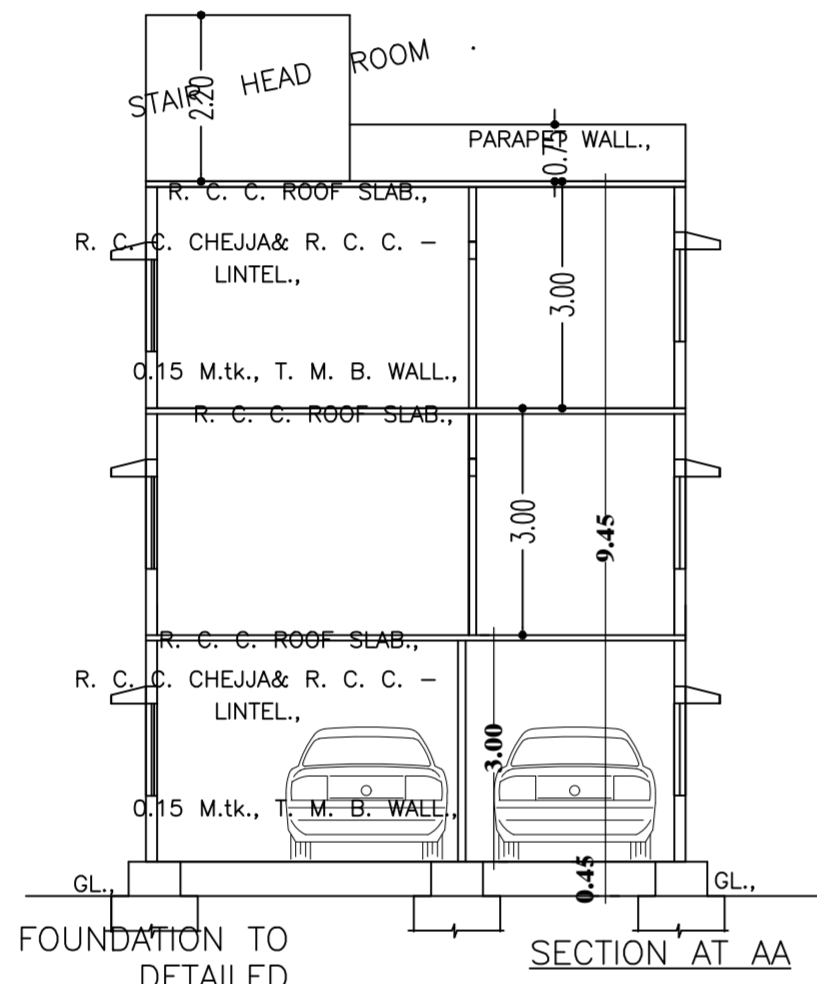 STAIR HEAD ROOM
2.20
PARAPET WALL.,
0.75
R. C. C. ROOF SLAB.,
R. C. C. CHEJJA& R. C. C. –
LINTEL.,
3.00
0.15 M.tk., T. M. B. WALL.,
R. C. C. ROOF SLAB.,
3.00
9.45
R. C. C. ROOF SLAB.,
R. C. C. CHEJJA& R. C. C. –
LINTEL.,
3.00
0.15 M.tk., T. M. B. WALL.,
GL.,
0.45
GL.,
FOUNDATION TO
DETAILED
SECTION AT AA